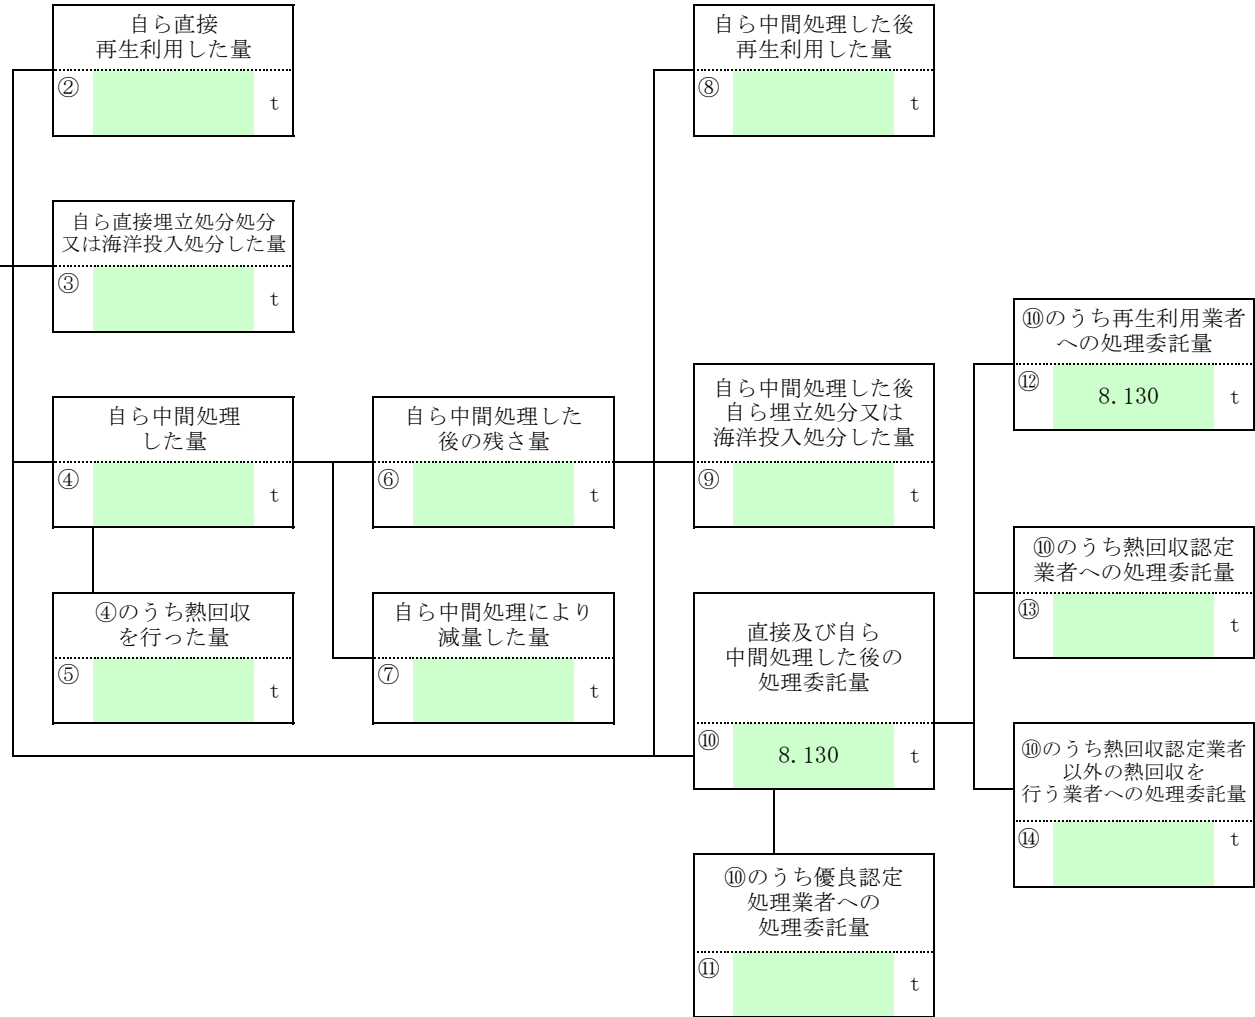 自ら直接
再生利用した量
② t
自ら中間処理した後
再生利用した量
⑧ t
自ら直接埋立処分処分
又は海洋投入処分した量
③ t
⑩のうち再生利用業者
への処理委託量
⑫ 8.130 t
自ら中間処理
した量
④ t
自ら中間処理した
後の残さ量
⑥ t
自ら中間処理した後
自ら埋立処分又は
海洋投入処分した量
⑨ t
⑩のうち熱回収認定
業者への処理委託量
⑬ t
④のうち熱回収
を行った量
⑤ t
自ら中間処理により
減量した量
⑦ t
直接及び自ら
中間処理した後の
処理委託量
⑩ 8.130 t
⑩のうち熱回収認定業者
以外の熱回収を
行う業者への処理委託量
⑭ t
⑩のうち優良認定
処理業者への
処理委託量
⑪ t